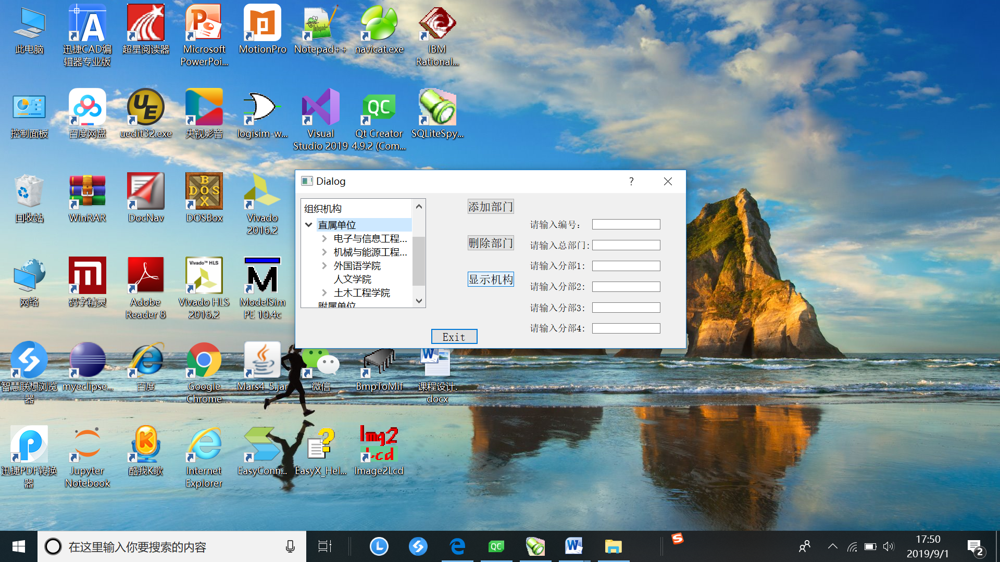 此电脑
迅捷CAD编
辑器专业版
超星阅读器
Microsoft
PowerPoi...
MotionPro
Notepad++
navicat.exe
IBM
Rational...
控制面板
百度网盘
uedit32.exe
央视影音
logisim-w...
Visual
Studio 2019
Qt Creator
4.9.2 (Com...
SQLiteSpy...
回收站
WinRAR
DocNav
DOSBox
Vivado
2016.2
网络
码字精灵
Adobe
Reader 8
Vivado HLS
2016.2
ModelSim
PE 10.4c
智慧联想浏览
器
myeclipse...
百度
Google
Chrome
Mars4_5.jar
微信
BmpToMif
课程设计.
docx
迅捷PDF转换
器
Jupyter
Notebook
酷我K歌
Internet
Explorer
EasyConn...
EasyX_Hel...
Image2Lcd
Dialog
?
组织机构
直属单位
电子与信息工程...
机械与能源工程...
外国语学院
人文学院
土木工程学院
附属单位
添加部门
删除部门
显示机构
请输入编号：
请输入总部门：
请输入分部1：
请输入分部2：
请输入分部3：
请输入分部4：
Exit
在这里输入你要搜索的内容
17:50
2019/9/1
2